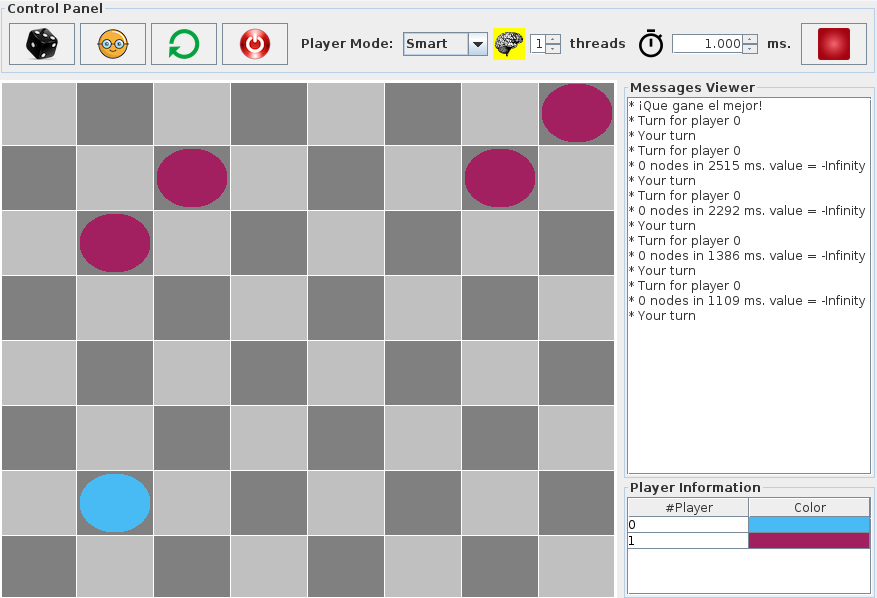 Control Panel
Player Mode: Smart 1 threads 1.000 ms.
Messages Viewer
* ¡Que gane el mejor!
* Turn for player 0
* Your turn
* Turn for player 0
* 0 nodes in 2515 ms. value = -Infinity
* Your turn
* Turn for player 0
* 0 nodes in 2292 ms. value = -Infinity
* Your turn
* Turn for player 0
* 0 nodes in 1386 ms. value = -Infinity
* Your turn
* Turn for player 0
* 0 nodes in 1109 ms. value = -Infinity
* Your turn
Player Information
#Player Color
0
1